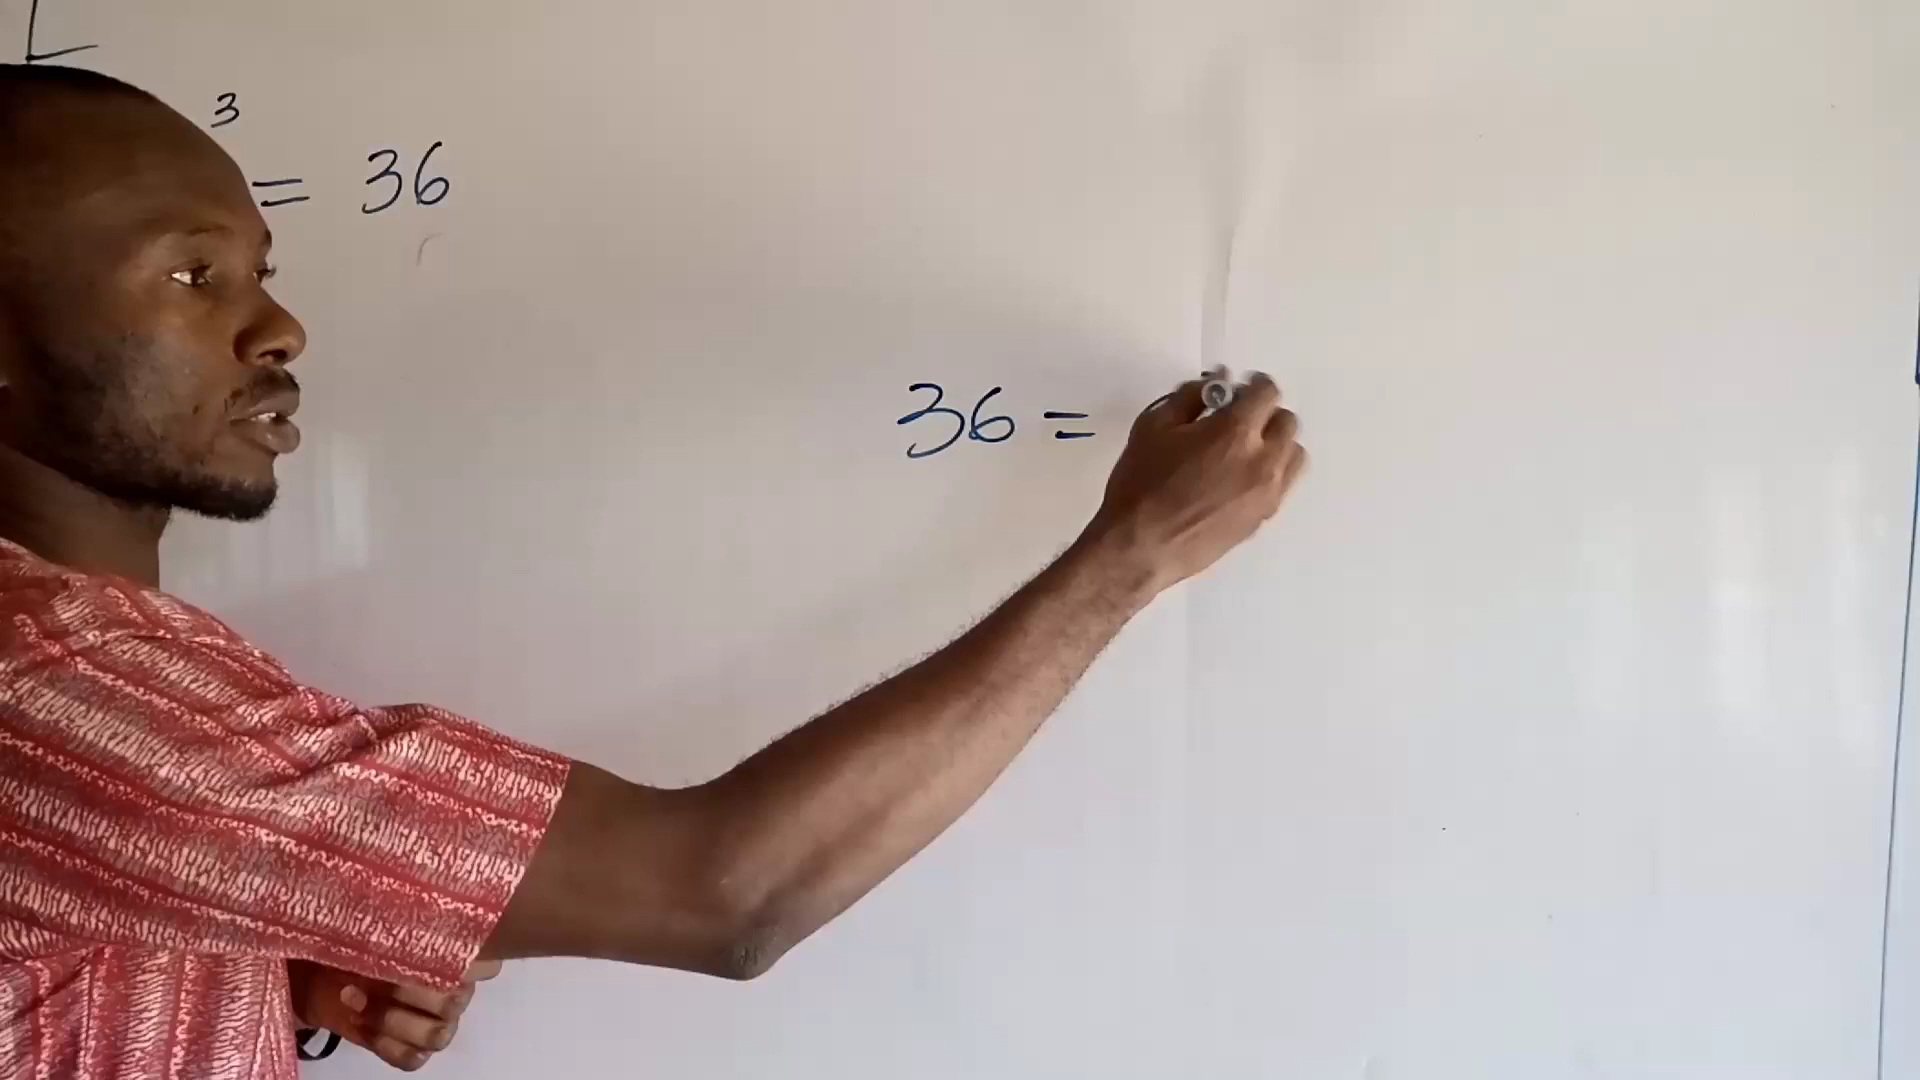 L
3
= 36
36 =